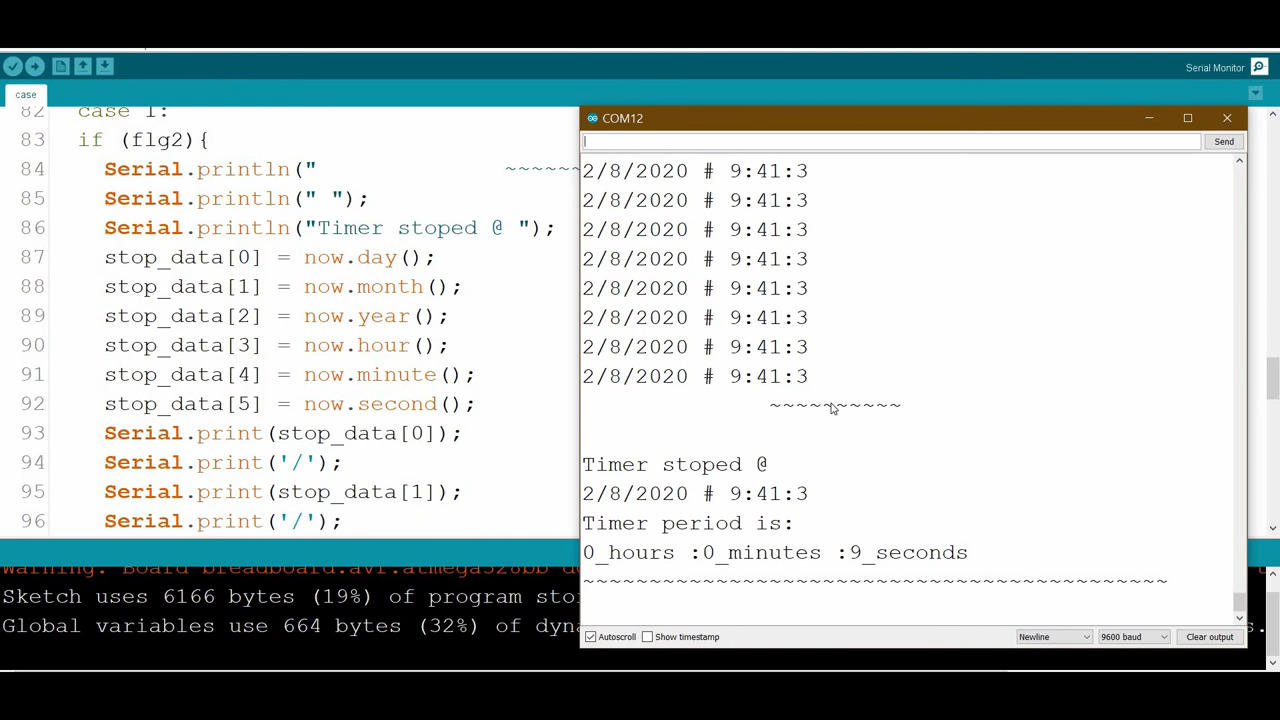 Serial Monitor
case
82 case 1:
83 if (flg2){
84 Serial.println(" ~~~~~~
85 Serial.println(" ");
86 Serial.println("Timer stoped @ ");
87 stop_data[0] = now.day();
88 stop_data[1] = now.month();
89 stop_data[2] = now.year();
90 stop_data[3] = now.hour();
91 stop_data[4] = now.minute();
92 stop_data[5] = now.second();
93 Serial.print(stop_data[0]);
94 Serial.print('/');
95 Serial.print(stop_data[1]);
96 Serial.print('/');
Warning: Board breadboard:avr:atmega328bb
Sketch uses 6166 bytes (19%) of program
Global variables use 664 bytes (32%) of
COM12
Send
2/8/2020 # 9:41:3
2/8/2020 # 9:41:3
2/8/2020 # 9:41:3
2/8/2020 # 9:41:3
2/8/2020 # 9:41:3
2/8/2020 # 9:41:3
2/8/2020 # 9:41:3
2/8/2020 # 9:41:3
~~~~~~~~~~
Timer stoped @
2/8/2020 # 9:41:3
Timer period is:
0_hours :0_minutes :9_seconds
~~~~~~~~~~~~~~~~~~~~~~~~~~~~~~~~~~~~~~~~~~~~
Autoscroll Show timestamp Newline 9600 baud Clear output